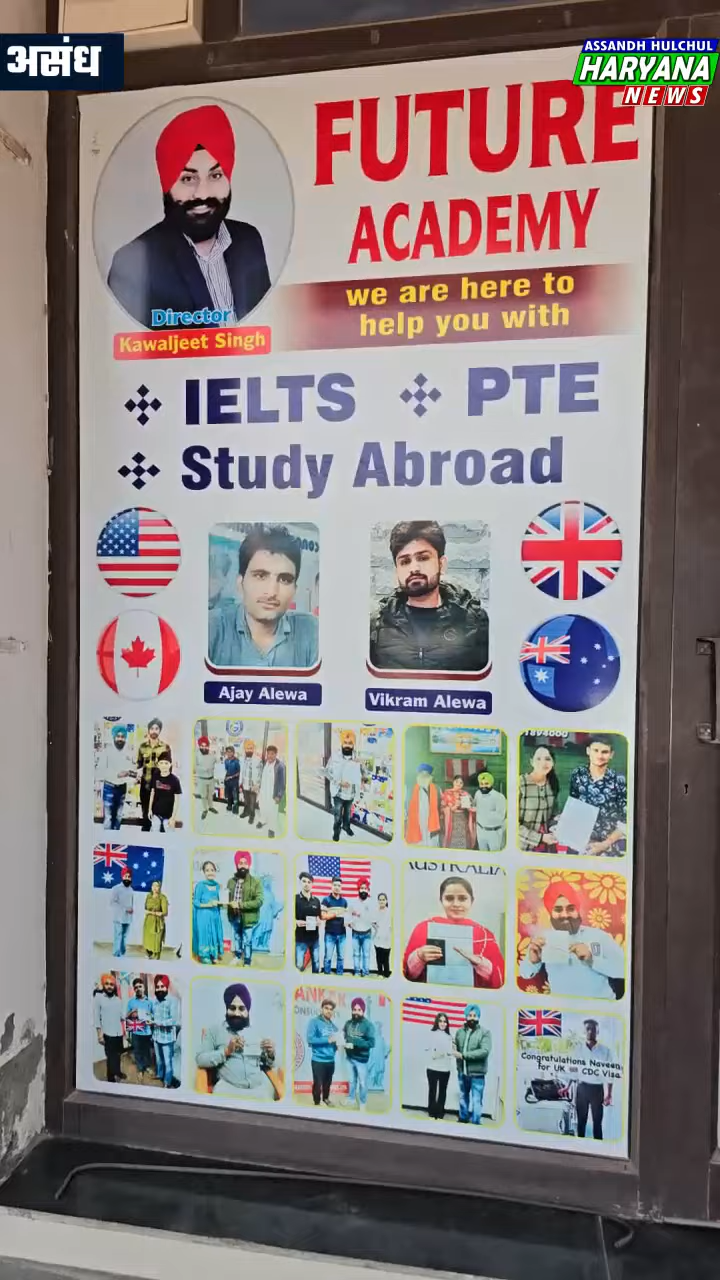 असंध
ASSANDH HULCHUL
HARYANA
NEWS
FUTURE
ACADEMY
we are here to
help you with
Director
Kawaljeet Singh
IELTS
PTE
Study Abroad
Ajay Alewa
Vikram Alewa
AUSTRALIA
Congratulations Naveen
for UK CDC Visa